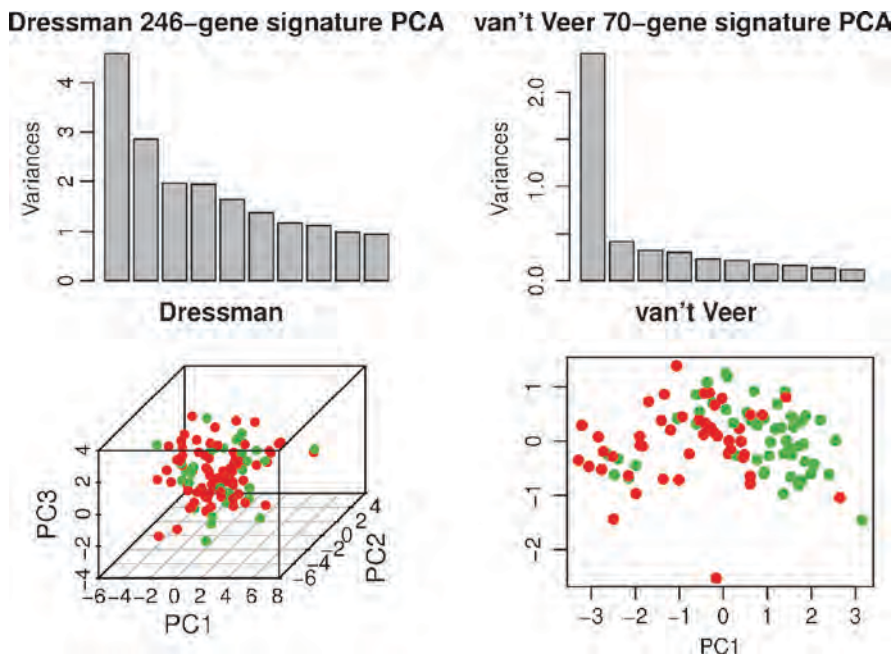 Dressman 246-gene signature PCA
Variances
0 1 2 3 4
van't Veer 70-gene signature PCA
Variances
0.0 1.0 2.0
Dressman
PC3
-4 -2 0 2 4
-6 -4 -2 0 2 4 6 8
PC1
-6 -4 -2 0 2 4
PC2
van't Veer
-2 -1 0 1
-3 -2 -1 0 1 2 3
PC1